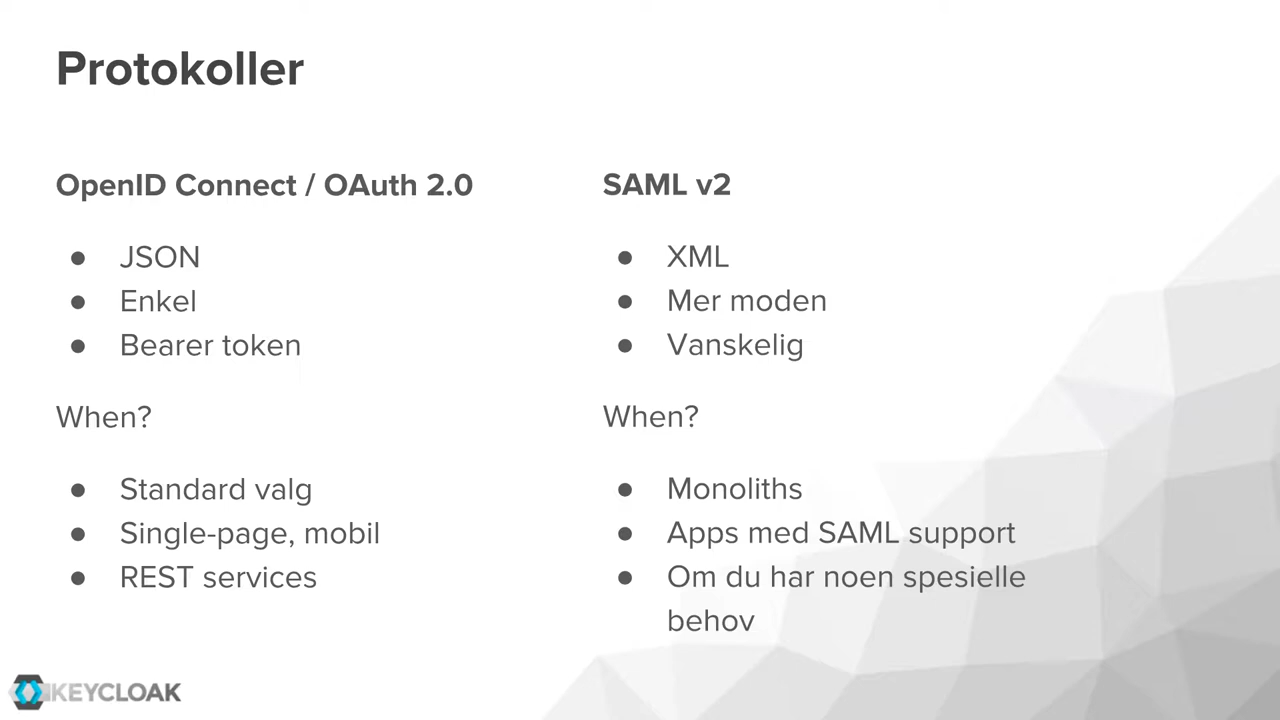 Protokoller
OpenID Connect / OAuth 2.0
● JSON
● Enkel
● Bearer token
When?
● Standard valg
● Single-page, mobil
● REST services
SAML v2
● XML
● Mer moden
● Vanskelig
When?
● Monoliths
● Apps med SAML support
● Om du har noen spesielle
behov
KEYCLOAK